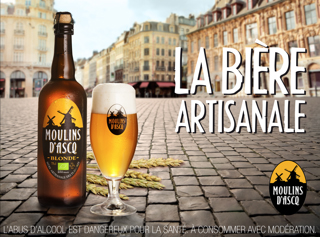 LA BIÈRE
ARTISANALE
MOULINS
D'ASCQ
BLONDE
MOULINS
D'ASCQ
MOULINS
D'ASCQ
L'ABUS D'ALCOOL EST DANGEREUX POUR LA SANTÉ, À CONSOMMER AVEC MODÉRATION.